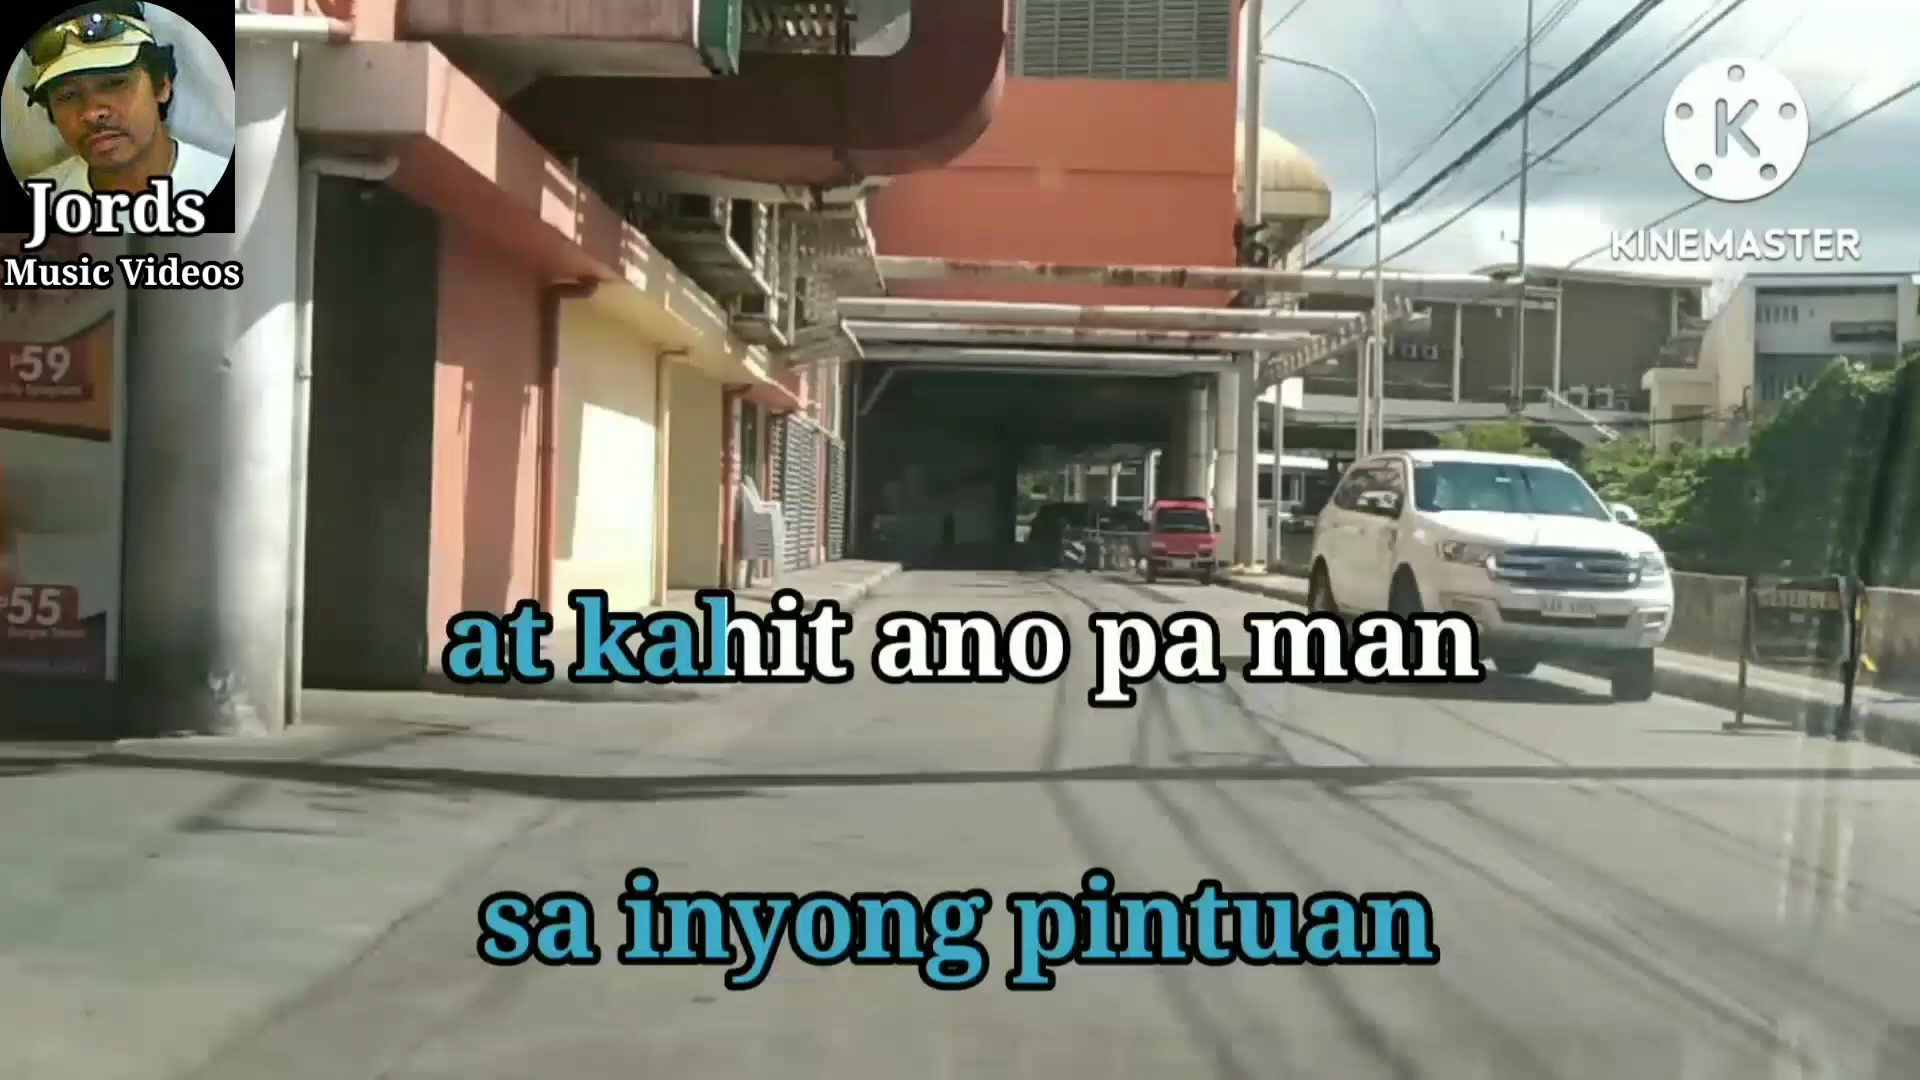 Jords
Music Videos
K
KINEMASTER
₱59
₱55
at kahit ano pa man
sa inyong pintuan